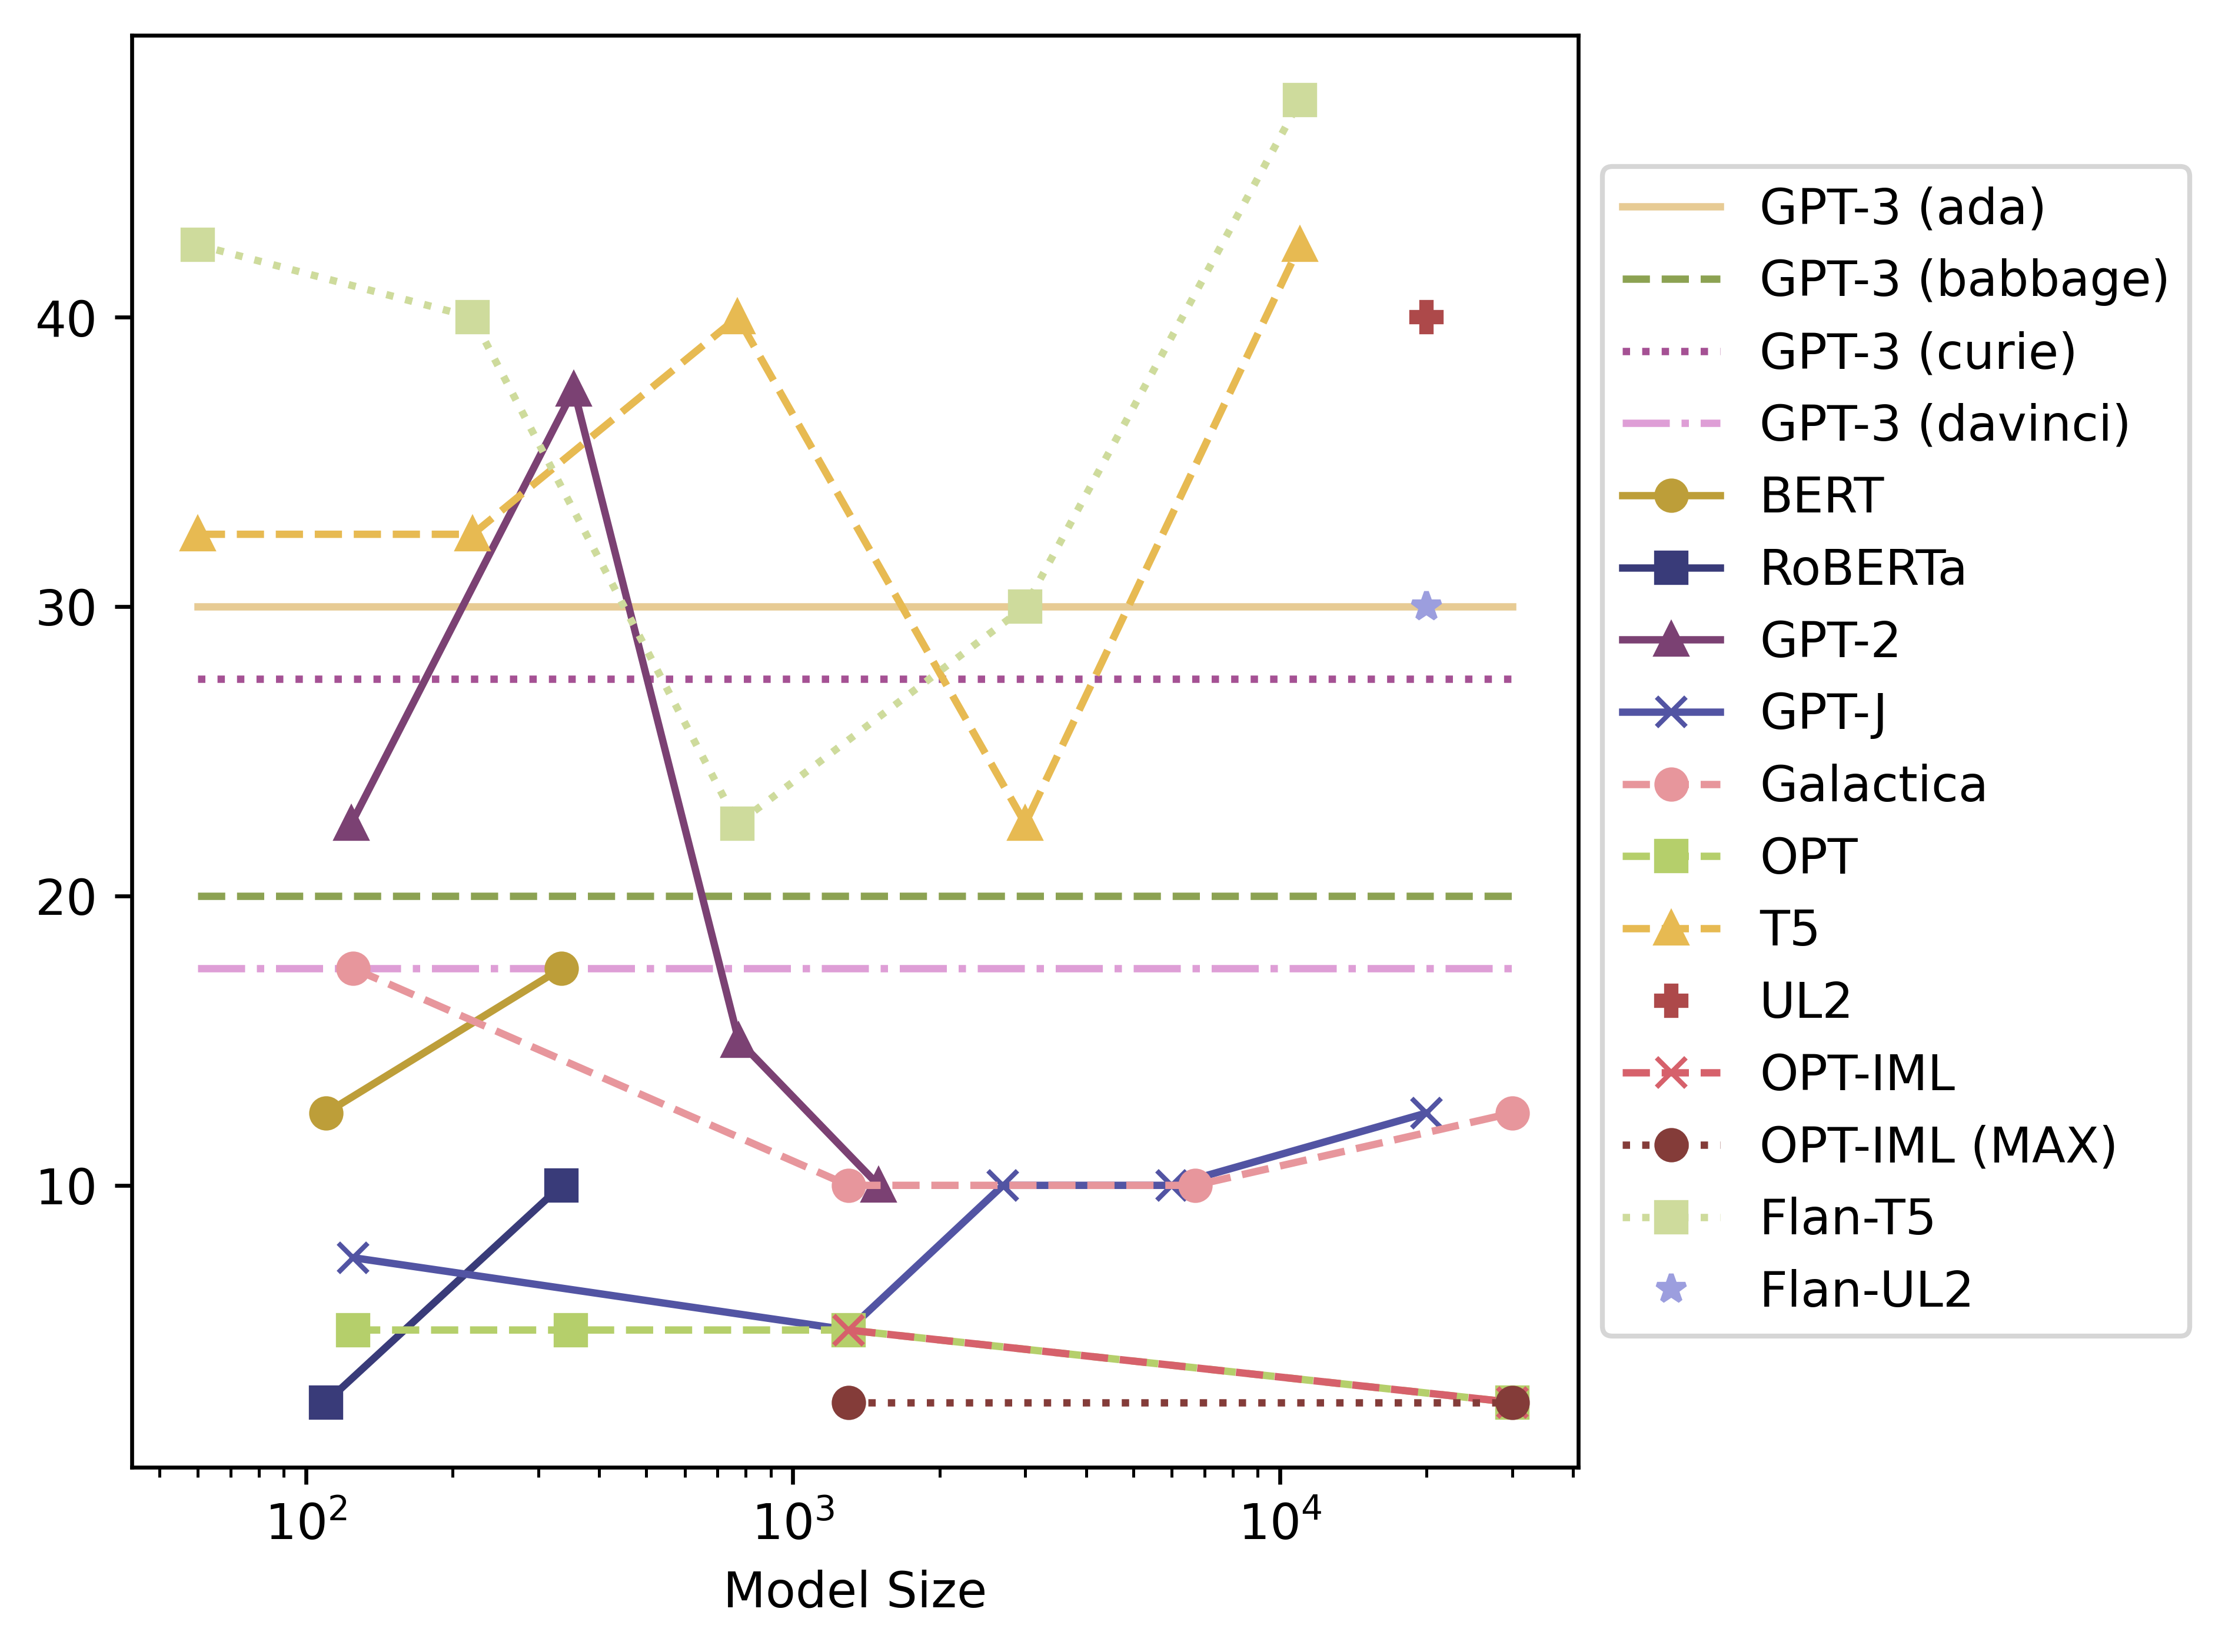 40
30
20
10
10²
10³
10⁴
Model Size
GPT-3 (ada)
GPT-3 (babbage)
GPT-3 (curie)
GPT-3 (davinci)
BERT
RoBERTa
GPT-2
GPT-J
Galactica
OPT
T5
UL2
OPT-IML
OPT-IML (MAX)
Flan-T5
Flan-UL2